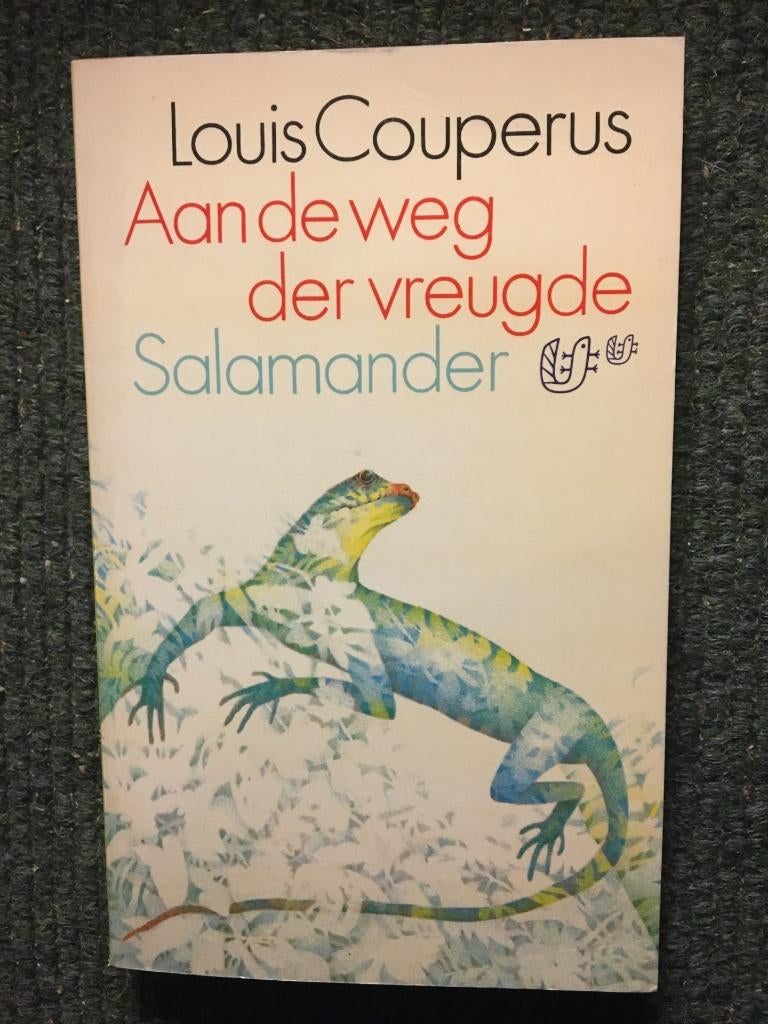 Louis Couperus
Aan de weg
der vreugde
Salamander